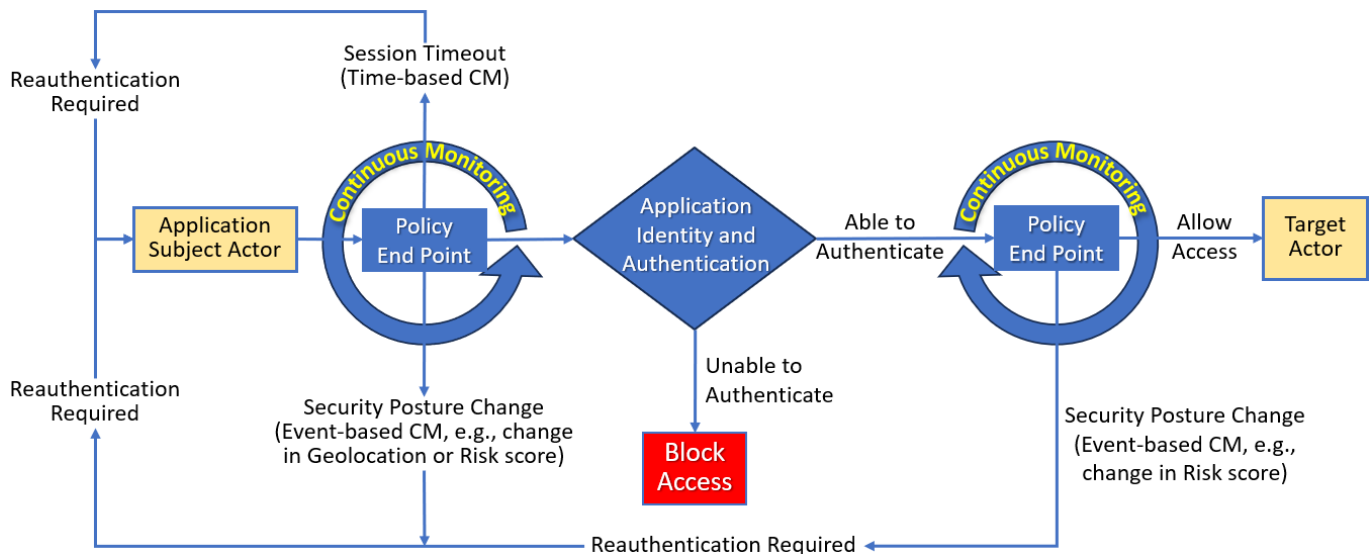 Session Timeout
(Time-based CM)
Reauthentication
Required
Continuous Monitoring
Application
Subject Actor
Policy
End Point
Application
Identity and
Authentication
Able to
Authenticate
Continuous Monitoring
Policy
End Point
Allow
Access
Target
Actor
Unable to
Authenticate
Reauthentication
Required
Security Posture Change
(Event-based CM, e.g., change
in Geolocation or Risk score)
Block
Access
Security Posture Change
(Event-based CM, e.g.,
change in Risk score)
Reauthentication Required